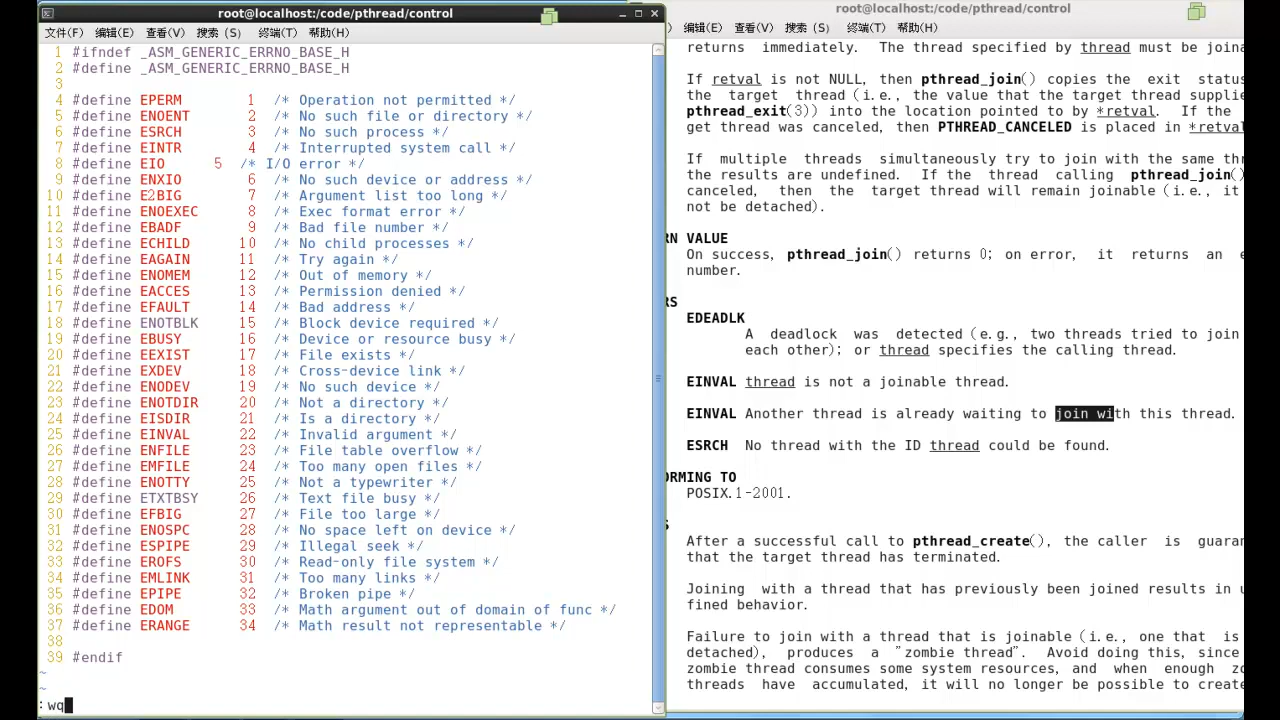 root@localhost:/code/pthread/control
文件(F) 编辑(E) 查看(V) 搜索 (S) 终端(T) 帮助(H)
1 #ifndef _ASM_GENERIC_ERRNO_BASE_H
2 #define _ASM_GENERIC_ERRNO_BASE_H
3
4 #define EPERM 1 /* Operation not permitted */
5 #define ENOENT 2 /* No such file or directory */
6 #define ESRCH 3 /* No such process */
7 #define EINTR 4 /* Interrupted system call */
8 #define EIO 5 /* I/O error */
9 #define ENXIO 6 /* No such device or address */
10 #define E2BIG 7 /* Argument list too long */
11 #define ENOEXEC 8 /* Exec format error */
12 #define EBADF 9 /* Bad file number */
13 #define ECHILD 10 /* No child processes */
14 #define EAGAIN 11 /* Try again */
15 #define ENOMEM 12 /* Out of memory */
16 #define EACCES 13 /* Permission denied */
17 #define EFAULT 14 /* Bad address */
18 #define ENOTBLK 15 /* Block device required */
19 #define EBUSY 16 /* Device or resource busy */
20 #define EEXIST 17 /* File exists */
21 #define EXDEV 18 /* Cross-device link */
22 #define ENODEV 19 /* No such device */
23 #define ENOTDIR 20 /* Not a directory */
24 #define EISDIR 21 /* Is a directory */
25 #define EINVAL 22 /* Invalid argument */
26 #define ENFILE 23 /* File table overflow */
27 #define EMFILE 24 /* Too many open files */
28 #define ENOTTY 25 /* Not a typewriter */
29 #define ETXTBSY 26 /* Text file busy */
30 #define EFBIG 27 /* File too large */
31 #define ENOSPC 28 /* No space left on device */
32 #define ESPIPE 29 /* Illegal seek */
33 #define EROFS 30 /* Read-only file system */
34 #define EMLINK 31 /* Too many links */
35 #define EPIPE 32 /* Broken pipe */
36 #define EDOM 33 /* Math argument out of domain of func */
37 #define ERANGE 34 /* Math result not representable */
38
39 #endif
~
~
:wq
root@localhost:/code/pthread/control
) 编辑(E) 查看(V) 搜索 (S) 终端(T) 帮助(H)
returns immediately. The thread specified by thread must be joina
If retval is not NULL, then pthread_join() copies the exit status
the target thread (i.e., the value that the target thread supplie
pthread_exit(3)) into the location pointed to by *retval. If the
get thread was canceled, then PTHREAD_CANCELED is placed in *retval
If multiple threads simultaneously try to join with the same thr
the results are undefined. If the thread calling pthread_join()
canceled, then the target thread will remain joinable (i.e., it
not be detached).
RN VALUE
On success, pthread_join() returns 0; on error, it returns an e
number.
RS
EDEADLK
A deadlock was detected (e.g., two threads tried to join
each other); or thread specifies the calling thread.
EINVAL thread is not a joinable thread.
EINVAL Another thread is already waiting to join with this thread.
ESRCH No thread with the ID thread could be found.
ORMING TO
POSIX.1-2001.
S
After a successful call to pthread_create(), the caller is guaran
that the target thread has terminated.
Joining with a thread that has previously been joined results in u
fined behavior.
Failure to join with a thread that is joinable (i.e., one that is
detached), produces a "zombie thread". Avoid doing this, since
zombie thread consumes some system resources, and when enough zo
threads have accumulated, it will no longer be possible to create